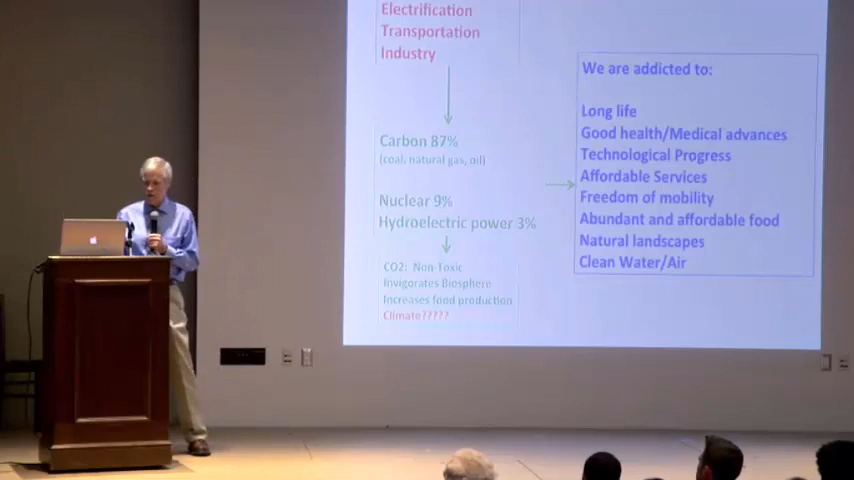 Electrification
Transportation
Industry
Carbon 87%
(coal, natural gas, oil)
Nuclear 9%
Hydroelectric power 3%
CO2: Non-Toxic
Invigorates Biosphere
Increases food production
Climate?????
We are addicted to:
Long life
Good health/Medical advances
Technological Progress
Affordable Services
Freedom of mobility
Abundant and affordable food
Natural landscapes
Clean Water/Air